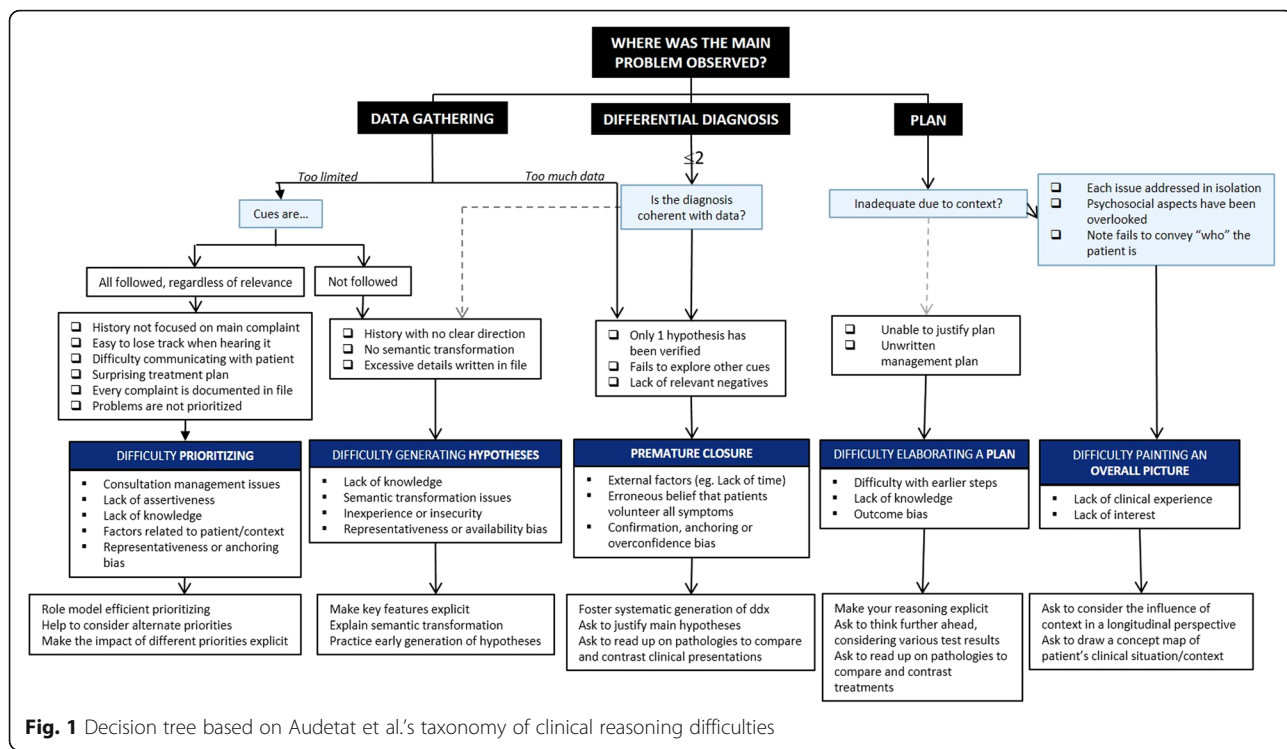 WHERE WAS THE MAIN
PROBLEM OBSERVED?
DATA GATHERING
DIFFERENTIAL DIAGNOSIS
PLAN
≤2
Too limited
Too much data
Cues are...
Is the diagnosis
coherent with data?
Inadequate due to context?
❑ Each issue addressed in isolation
❑ Psychosocial aspects have been
overlooked
❑ Note fails to convey “who” the
patient is
All followed, regardless of relevance
Not followed
❑ History not focused on main complaint
❑ Easy to lose track when hearing it
❑ Difficulty communicating with patient
❑ Surprising treatment plan
❑ Every complaint is documented in file
❑ Problems are not prioritized
❑ History with no clear direction
❑ No semantic transformation
❑ Excessive details written in file
❑ Only 1 hypothesis has
been verified
❑ Fails to explore other cues
❑ Lack of relevant negatives
❑ Unable to justify plan
❑ Unwritten
management plan
DIFFICULTY PRIORITIZING
▪ Consultation management issues
▪ Lack of assertiveness
▪ Lack of knowledge
▪ Factors related to patient/context
▪ Representativeness or anchoring
bias
DIFFICULTY GENERATING HYPOTHESES
▪ Lack of knowledge
▪ Semantic transformation issues
▪ Inexperience or insecurity
▪ Representativeness or availability bias
PREMATURE CLOSURE
▪ External factors (eg. Lack of time)
▪ Erroneous belief that patients
volunteer all symptoms
▪ Confirmation, anchoring or
overconfidence bias
DIFFICULTY ELABORATING A PLAN
▪ Difficulty with earlier steps
▪ Lack of knowledge
▪ Outcome bias
DIFFICULTY PAINTING AN
OVERALL PICTURE
▪ Lack of clinical experience
▪ Lack of interest
Role model efficient prioritizing
Help to consider alternate priorities
Make the impact of different priorities explicit
Make key features explicit
Explain semantic transformation
Practice early generation of hypotheses
Foster systematic generation of ddx
Ask to justify main hypotheses
Ask to read up on pathologies to compare
and contrast clinical presentations
Make your reasoning explicit
Ask to think further ahead,
considering various test results
Ask to read up on pathologies to
compare and contrast
treatments
Ask to consider the influence of
context in a longitudinal perspective
Ask to draw a concept map of
patient’s clinical situation/context
Fig. 1 Decision tree based on Audetat et al.’s taxonomy of clinical reasoning difficulties